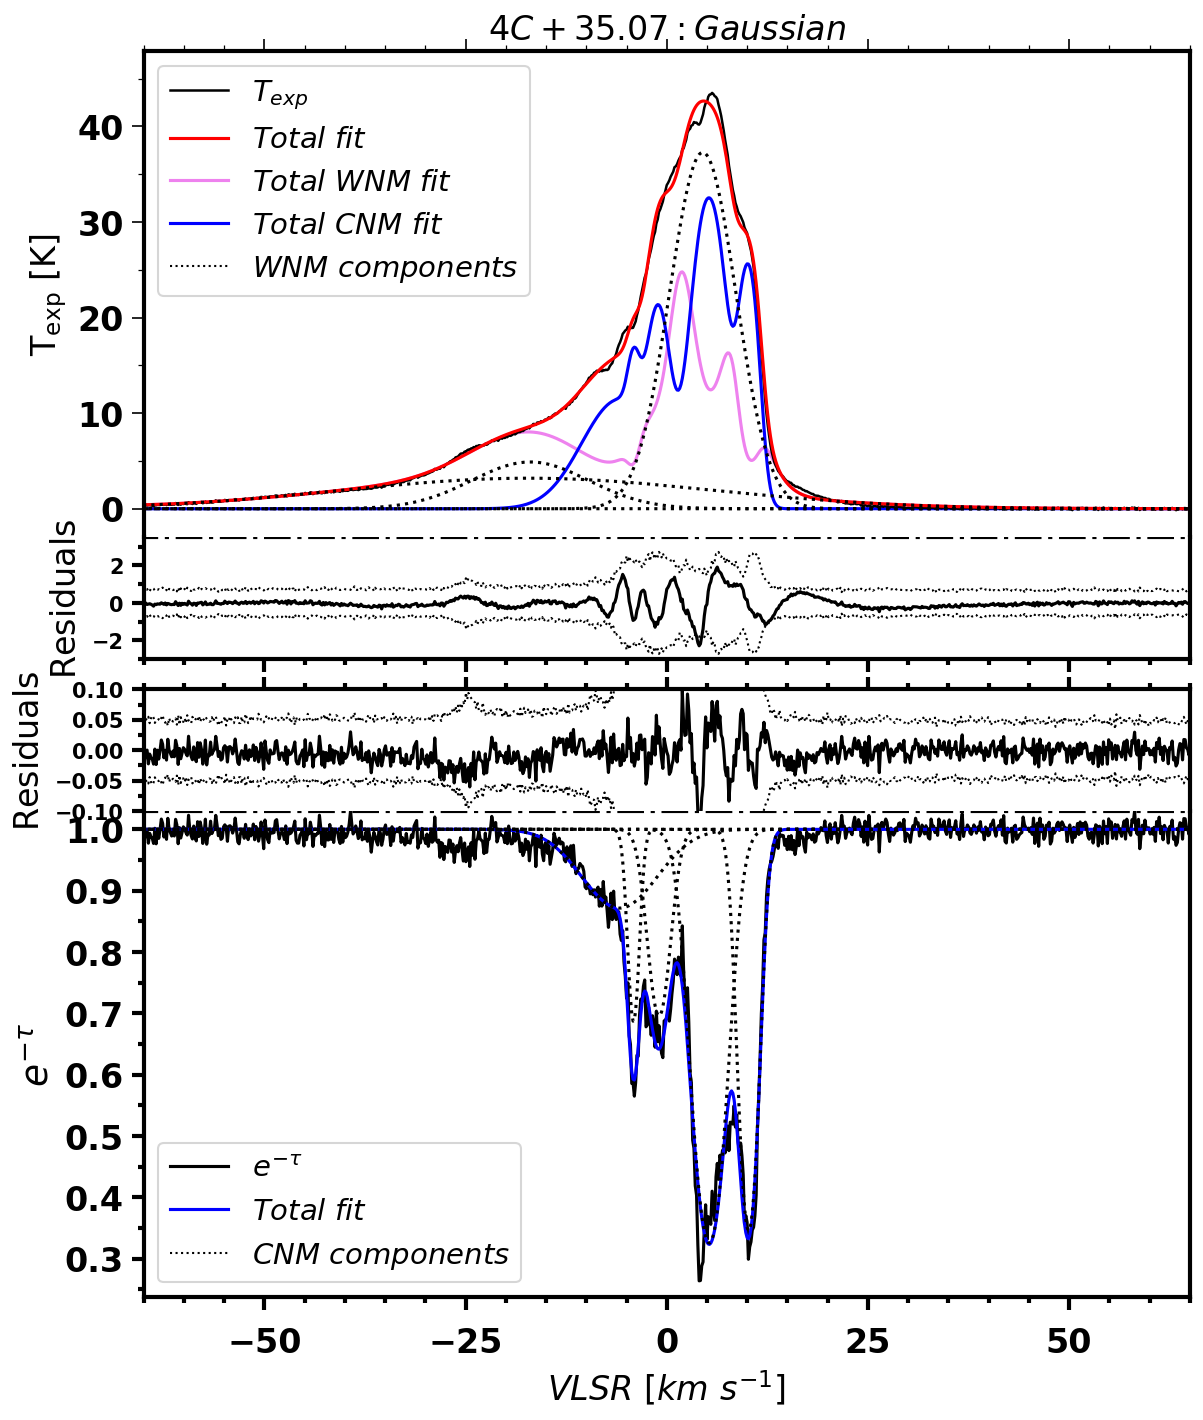 4C + 35.07 : Gaussian
T_exp
Total fit
Total WNM fit
Total CNM fit
WNM components
T_exp [K]
40
30
20
10
0
Residuals
2
0
−2
Residuals
0.10
0.05
0.00
−0.05
−0.10
e^−τ
1.0
0.9
0.8
0.7
0.6
0.5
0.4
0.3
e^−τ
Total fit
CNM components
−50 −25 0 25 50
VLSR [km s^−1]